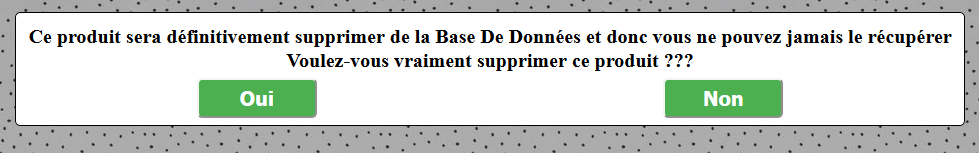 Ce produit sera définitivement supprimer de la Base De Données et donc vous ne pouvez jamais le récupérer
Voulez-vous vraiment supprimer ce produit ???
Oui
Non